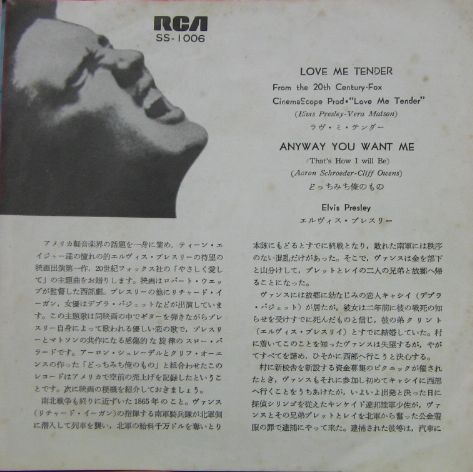 RCA
SS-1006
LOVE ME TENDER
From the 20th Century-Fox
CinemaScope Prod."Love Me Tender"
(Elvis Presley-Vera Matson)
ラヴ・ミ・テンダー
ANYWAY YOU WANT ME
(That's How I will Be)
(Aaron Schroeder-Cliff Owens)
どっちみち俺のもの
Elvis Presley
エルヴィス・プレスリー
アメリカ軽音楽界の話題を一身に集め、ティーン・エ
イジャー達の憧れの的エルヴィス・プレスリーの待望の
映画出演第一作、20世紀フォックス社の「やさしく愛し
て」の主題曲をお贈りします。映画はロバート・ウエッ
ブが監督した西部劇。プレスリーの他にリチャード・イ
ーガン、女優はデブラ・パジェットなどが出演していま
す。この主題歌は同映画の中でギターを弾きながらプレ
スリー自身によって歌われる優しい恋の歌で、プレスリ
ーとマトソンの共作になる感傷的な旋律のスロー・バ
ラードです。アーロン・シュレーデルとクリフ・オーエ
ンスの作った「どっちみち俺のもの」と組合わせたこの
レコードはアメリカで空前の売上げを記録したというこ
とです。次に映画の梗概を紹介しておきましょう。
南北戦争も終りに近ずいた1865年のこと。ヴァンス
(リチャード・イーガン)の指揮する南軍騎兵隊が北軍側
に潜入して列車を襲い、北軍の給料千万ドルを奪いとり
本隊にもどるとすでに終戦となり、敗れた南軍には秩序
のない混乱だけがあった。そこで、ヴァンスは金を部下
と山分けして、ブレットとレイの二人の兄弟と故郷へ帰
ることになった。
ヴァンスには故郷に幼なじみの恋人キャシイ(デブラ
・パジェット)が居たが、彼女は二年前に彼の戦死の知
らせを受けすでに死んだものと信じ、彼の弟クリント
(エルヴィス・プレスリイ)とすでに結婚していた。村
に着いてこのことを知ったヴァンスは失望するが、やが
てすべてを諦め、ひそかに西部へ行こうと決心する。
村に新校舎を新設する資金募集のピクニックが催され
たとき、ヴァンスもそれに参加し初めてキャシイに西部
へ行くことをうちあけたが、いよいよ出発と決った日に
探偵シリンゴを従えたキンケイド連邦陸軍少佐が、ヴァ
ンスとその兄弟ブレットとレイを北軍から奪った公金着
服の罪で逮捕にやって来た。逮捕された彼等は、汽車に